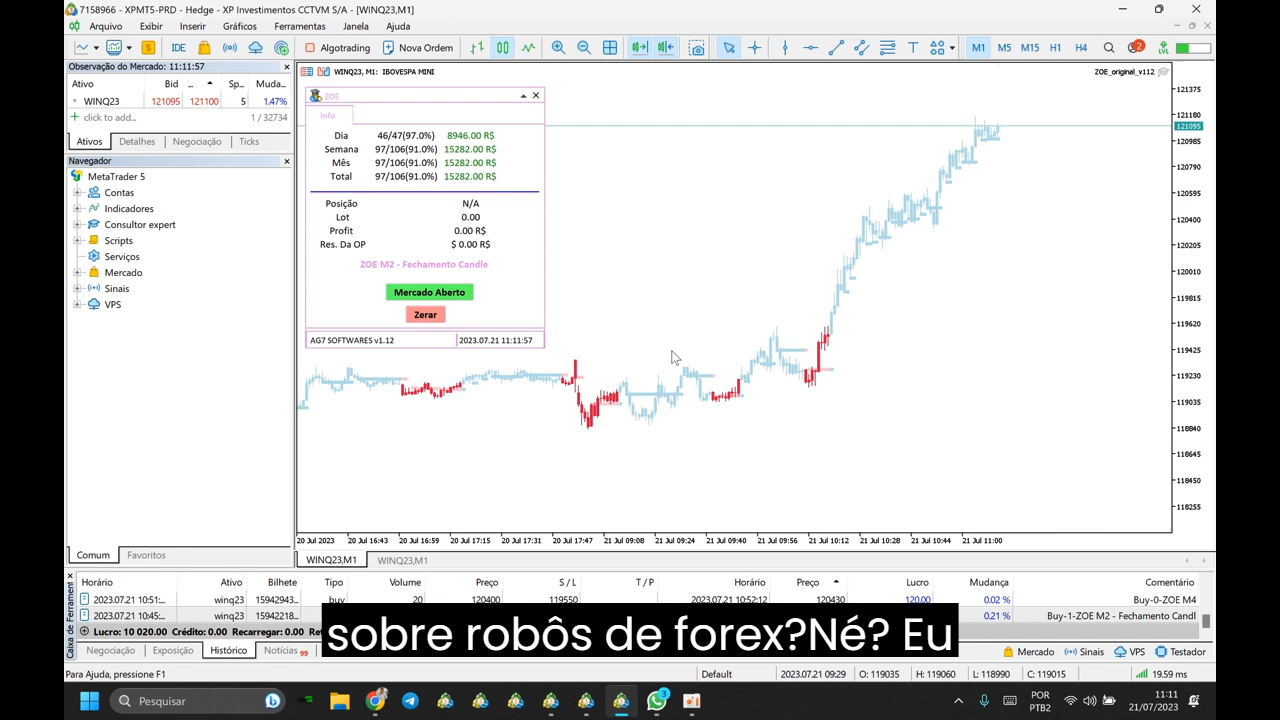 7158966 - XPMT5-PRD - Hedge - XP Investimentos CCTVM S/A - [WINQ23,M1]
Arquivo Exibir Inserir Gráficos Ferramentas Janela Ajuda
IDE Algotrading Nova Ordem M1 M5 M15 H1 H4 2 LVL
Observação do Mercado: 11:11:57
Ativo Bid ... Sp... Muda...
WINQ23 121095 121100 5 1.47%
click to add... 1 / 32734
Ativos Detalhes Negociação Ticks
Navegador
MetaTrader 5
Contas
Indicadores
Consultor expert
Scripts
Serviços
Mercado
Sinais
VPS
Comum Favoritos
WINQ23, M1: IBOVESPA MINI
ZOE_original_v112
ZOE
Info
Dia 46/47(97.0%) 8946.00 R$
Semana 97/106(91.0%) 15282.00 R$
Mês 97/106(91.0%) 15282.00 R$
Total 97/106(91.0%) 15282.00 R$
Posição N/A
Lot 0.00
Profit 0.00 R$
Res. Da OP $ 0.00 R$
ZOE M2 - Fechamento Candle
Mercado Aberto
Zerar
AG7 SOFTWARES v1.12 2023.07.21 11:11:57
121375
121180
121095
120985
120790
120595
120400
120205
120010
119815
119620
119425
119230
119035
118840
118645
118450
118255
20 Jul 2023 20 Jul 16:43 20 Jul 16:59 20 Jul 17:15 20 Jul 17:31 20 Jul 17:47 21 Jul 09:08 21 Jul 09:24 21 Jul 09:40 21 Jul 09:56 21 Jul 10:12 21 Jul 10:28 21 Jul 10:44 21 Jul 11:00
WINQ23,M1 WINQ23,M1
Horário Ativo Bilhete Tipo Volume Preço S / L T / P Horário Preço Lucro Mudança Comentário
2023.07.21 10:51:... winq23 15942943... buy 20 120400 119550 2023.07.21 10:52:12 120430 120.00 0.02 % Buy-0-ZOE M4
2023.07.21 10:45... winq23 15942218... 0.21 % Buy-1-ZOE M2 - Fechamento Candl
Lucro: 10 020.00 Crédito: 0.00 Recarregar: 0.00
sobre robôs de forex?Né? Eu
Caixa de Ferrament
Negociação Exposição Histórico Notícias 99
Mercado Sinais VPS Testador
Para Ajuda, pressione F1 Default 2023.07.21 09:29 O: 119035 H: 119060 L: 118990 C: 119015 19.59 ms
Pesquisar 3 POR 11:11
PTB2 21/07/2023